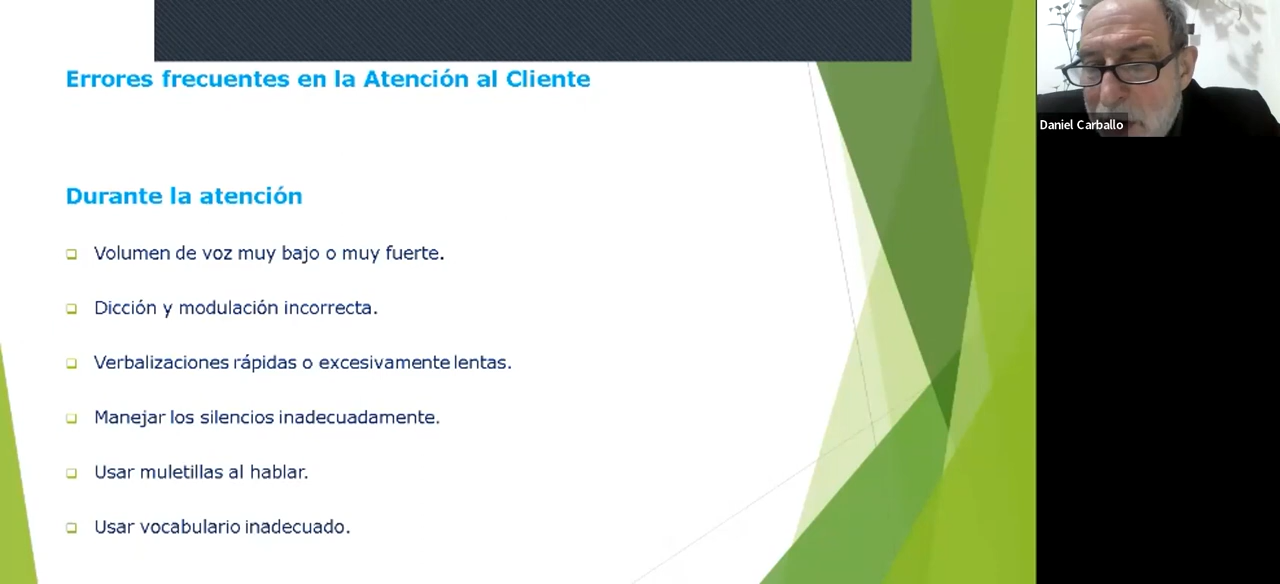 Errores frecuentes en la Atención al Cliente
Durante la atención
Volumen de voz muy bajo o muy fuerte.
Dicción y modulación incorrecta.
Verbalizaciones rápidas o excesivamente lentas.
Manejar los silencios inadecuadamente.
Usar muletillas al hablar.
Usar vocabulario inadecuado.
Daniel Carballo